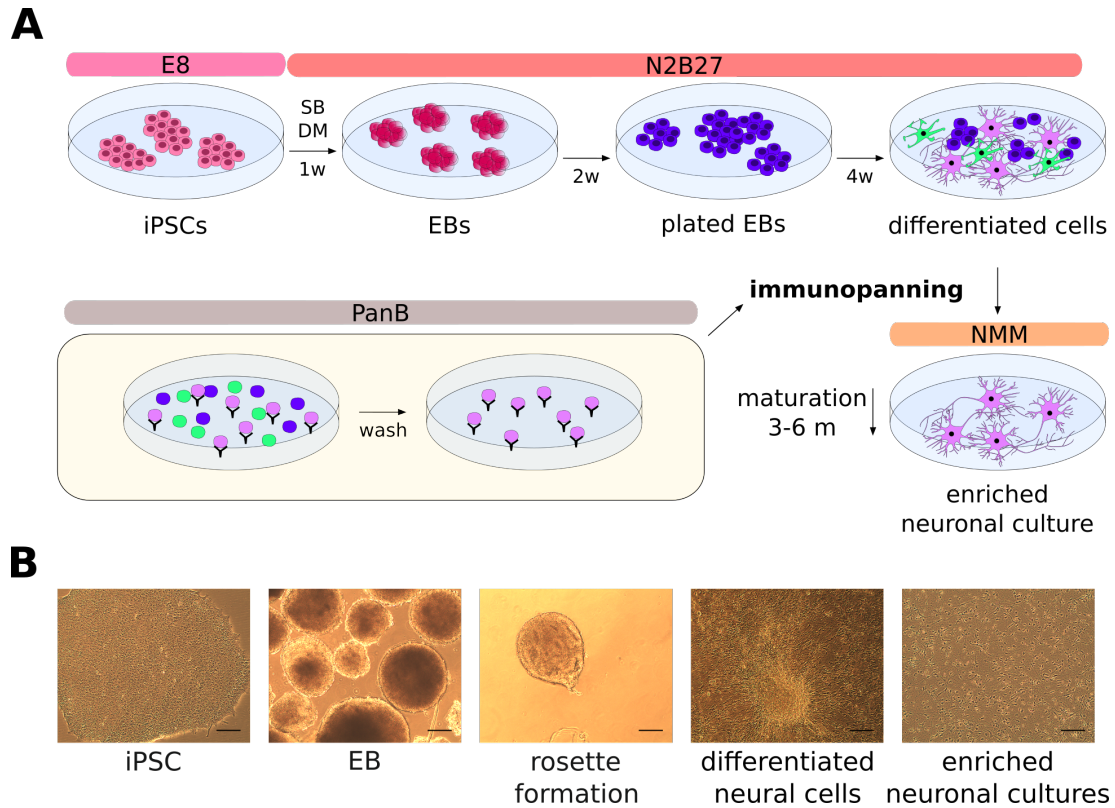 A
E8
N2B27
SB
DM
1w
2w
4w
iPSCs
EBs
plated EBs
differentiated cells
immunopanning
PanB
NMM
wash
maturation
3-6 m
enriched
neuronal culture
B
iPSC
EB
rosette
formation
differentiated
neural cells
enriched
neuronal cultures